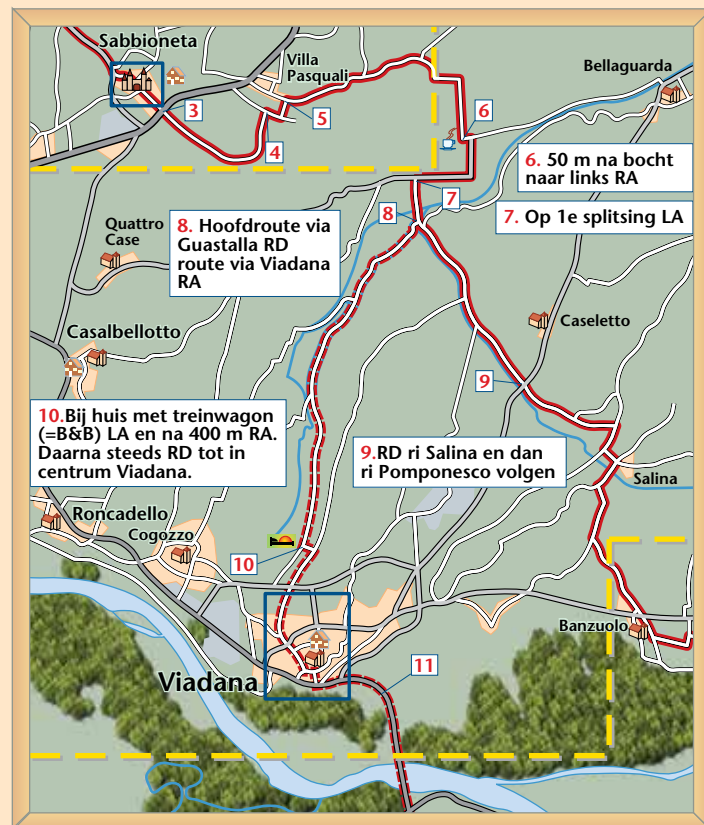 Sabbioneta
Villa
Pasquali
Bellaguarda
3
4
5
6
6. 50 m na bocht
naar links RA
7
7. Op 1e splitsing LA
8
8. Hoofdroute via
Guastalla RD
route via Viadana
RA
Quattro
Case
Casalbellotto
Caseletto
9
10.Bij huis met treinwagon
(=B&B) LA en na 400 m RA.
Daarna steeds RD tot in
centrum Viadana.
9.RD ri Salina en dan
ri Pomponesco volgen
Salina
Roncadello
Cogozzo
10
Banzuolo
Viadana
11